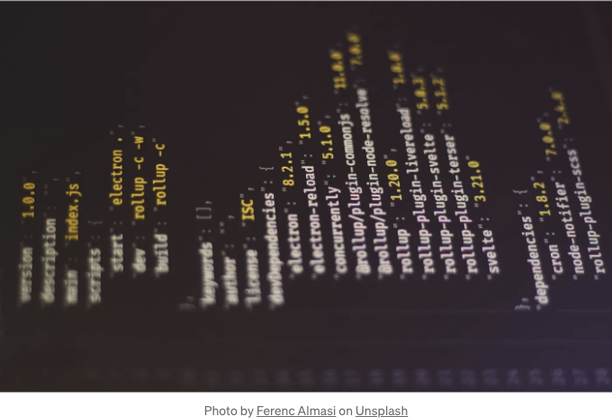 "version": "1.0.0",
"description":
"main": "index.js",
"scripts": {
"start": "electron .",
"dev": "rollup -c -w",
"build": "rollup -c"
},
"keywords": [],
"author": "",
"license": "ISC",
"devDependencies": {
"electron": "8.2.1",
"electron-reload": "1.5.0",
"concurrently": "5.1.0",
"@rollup/plugin-commonjs": "11.0.0",
"@rollup/plugin-node-resolve": "7.0.0",
"rollup": "1.20.0",
"rollup-plugin-livereload": "1.0.0",
"rollup-plugin-svelte": "5.0.3",
"rollup-plugin-terser": "5.1.2",
"svelte": "3.21.0"
},
"dependencies": {
"cron": "1.8.2",
"node-notifier": "7.0.0",
"rollup-plugin-scss":
Photo by Ferenc Almasi on Unsplash